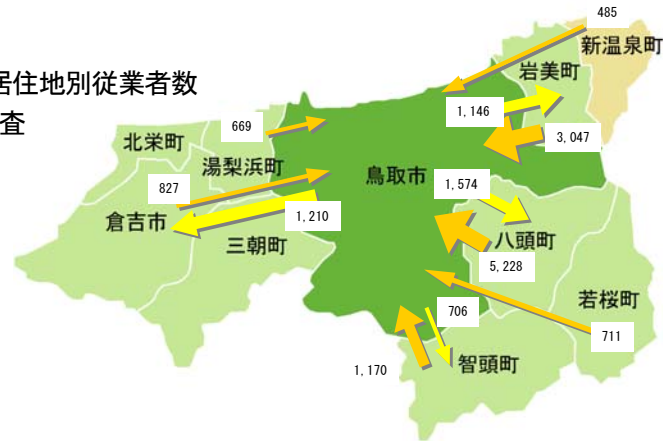 485
新温泉町
居住地別従業者数
岩美町
査
1,146
669
3,047
北栄町
湯梨浜町
鳥取市
1,574
827
倉吉市
1,210
三朝町
八頭町
5,228
若桜町
706
711
1,170
智頭町